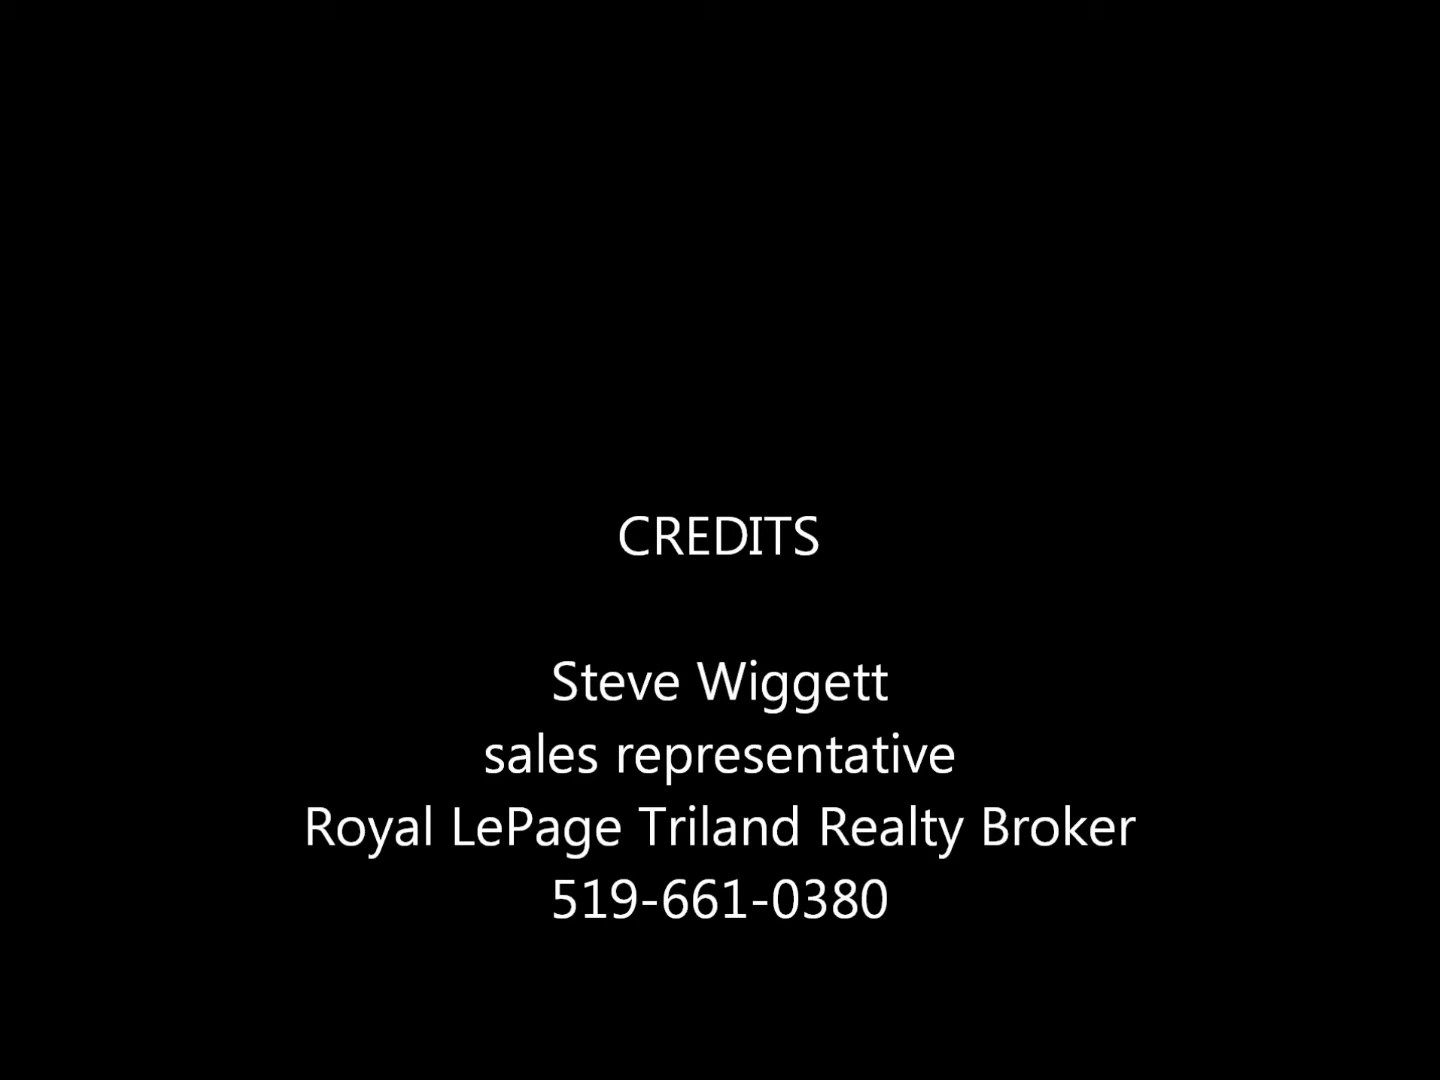 CREDITS
Steve Wiggett
sales representative
Royal LePage Triland Realty Broker
519-661-0380